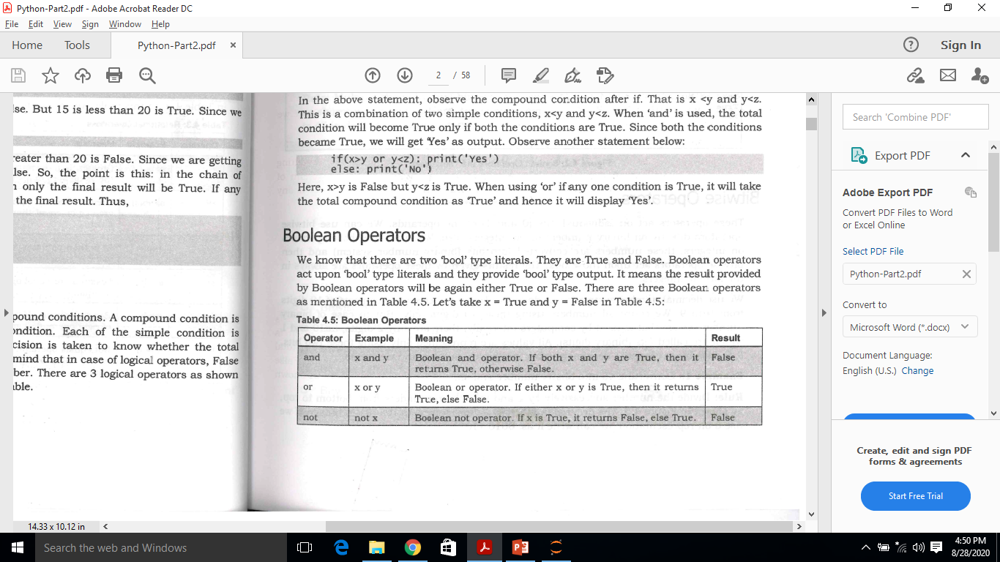 Python-Part2.pdf - Adobe Acrobat Reader DC
File Edit View Sign Window Help
Home Tools Python-Part2.pdf × Sign In
2 / 58
lse. But 15 is less than 20 is True. Since we
reater than 20 is False. Since we are getting
lse. So, the point is this: in the chain of
n only the final result will be True. If any
the final result. Thus,
pound conditions. A compound condition is
ondition. Each of the simple condition is
cision is taken to know whether the total
mind that in case of logical operators, False
ber. There are 3 logical operators as shown
able.
In the above statement, observe the compound condition after if. That is x <y and y<z.
This is a combination of two simple conditions, x<y and y<z. When 'and' is used, the total
condition will become True only if both the conditions are True. Since both the conditions
became True, we will get 'Yes' as output. Observe another statement below:
if(x>y or y<z): print('Yes')
else: print('No')
Here, x>y is False but y<z is True. When using 'or' if any one condition is True, it will take
the total compound condition as 'True' and hence it will display 'Yes'.
Boolean Operators
We know that there are two 'bool' type literals. They are True and False. Boolean operators
act upon 'bool' type literals and they provide 'bool' type output. It means the result provided
by Boolean operators will be again either True or False. There are three Boolean operators
as mentioned in Table 4.5. Let's take x = True and y = False in Table 4.5:
Table 4.5: Boolean Operators
Operator Example Meaning Result
and x and y Boolean and operator. If both x and y are True, then it False
returns True, otherwise False.
or x or y Boolean or operator. If either x or y is True, then it returns True
True, else False.
not not x Boolean not operator. If x is True, it returns False, else True. False
14.33 x 10.12 in
Search 'Combine PDF'
Export PDF
Adobe Export PDF
Convert PDF Files to Word
or Excel Online
Select PDF File
Python-Part2.pdf
Convert to
Microsoft Word (*.docx)
Document Language:
English (U.S.) Change
Create, edit and sign PDF
forms & agreements
Start Free Trial
Search the web and Windows
4:50 PM
8/28/2020